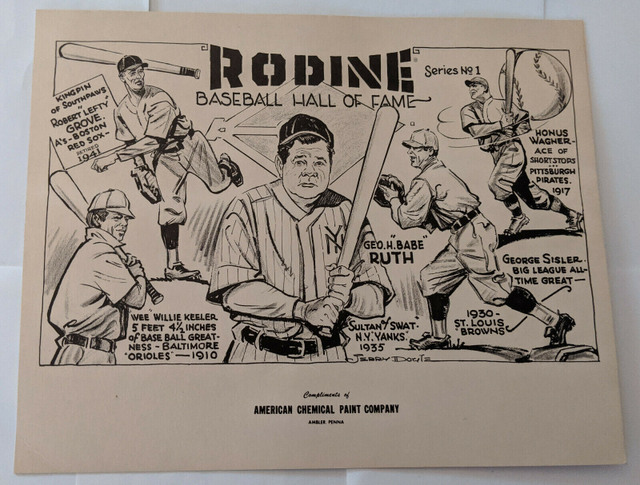 RODINE
Series No 1
BASEBALL HALL OF FAME
KINGPIN
OF SOUTHPAWS
ROBERT "LEFTY"
GROVE.
A'S - BOSTON
RED SOX -
RETIRED
1941
HONUS
WAGNER -
ACE OF
SHORTSTOPS
PITTSBURGH
PIRATES.
1917
NY
GEO. H. "BABE"
RUTH
"SULTAN OF SWAT"
N.Y. YANKS.
1935
GEORGE SISLER.
BIG LEAGUE ALL-
TIME GREAT —
1930 -
ST. LOUIS
BROWNS
"WEE" WILLIE KEELER
5 FEET 4½ INCHES
OF BASE BALL GREAT-
NESS - BALTIMORE
"ORIOLES" — 1910
JERRY DOYLE
Compliments of
AMERICAN CHEMICAL PAINT COMPANY
AMBLER PENNA